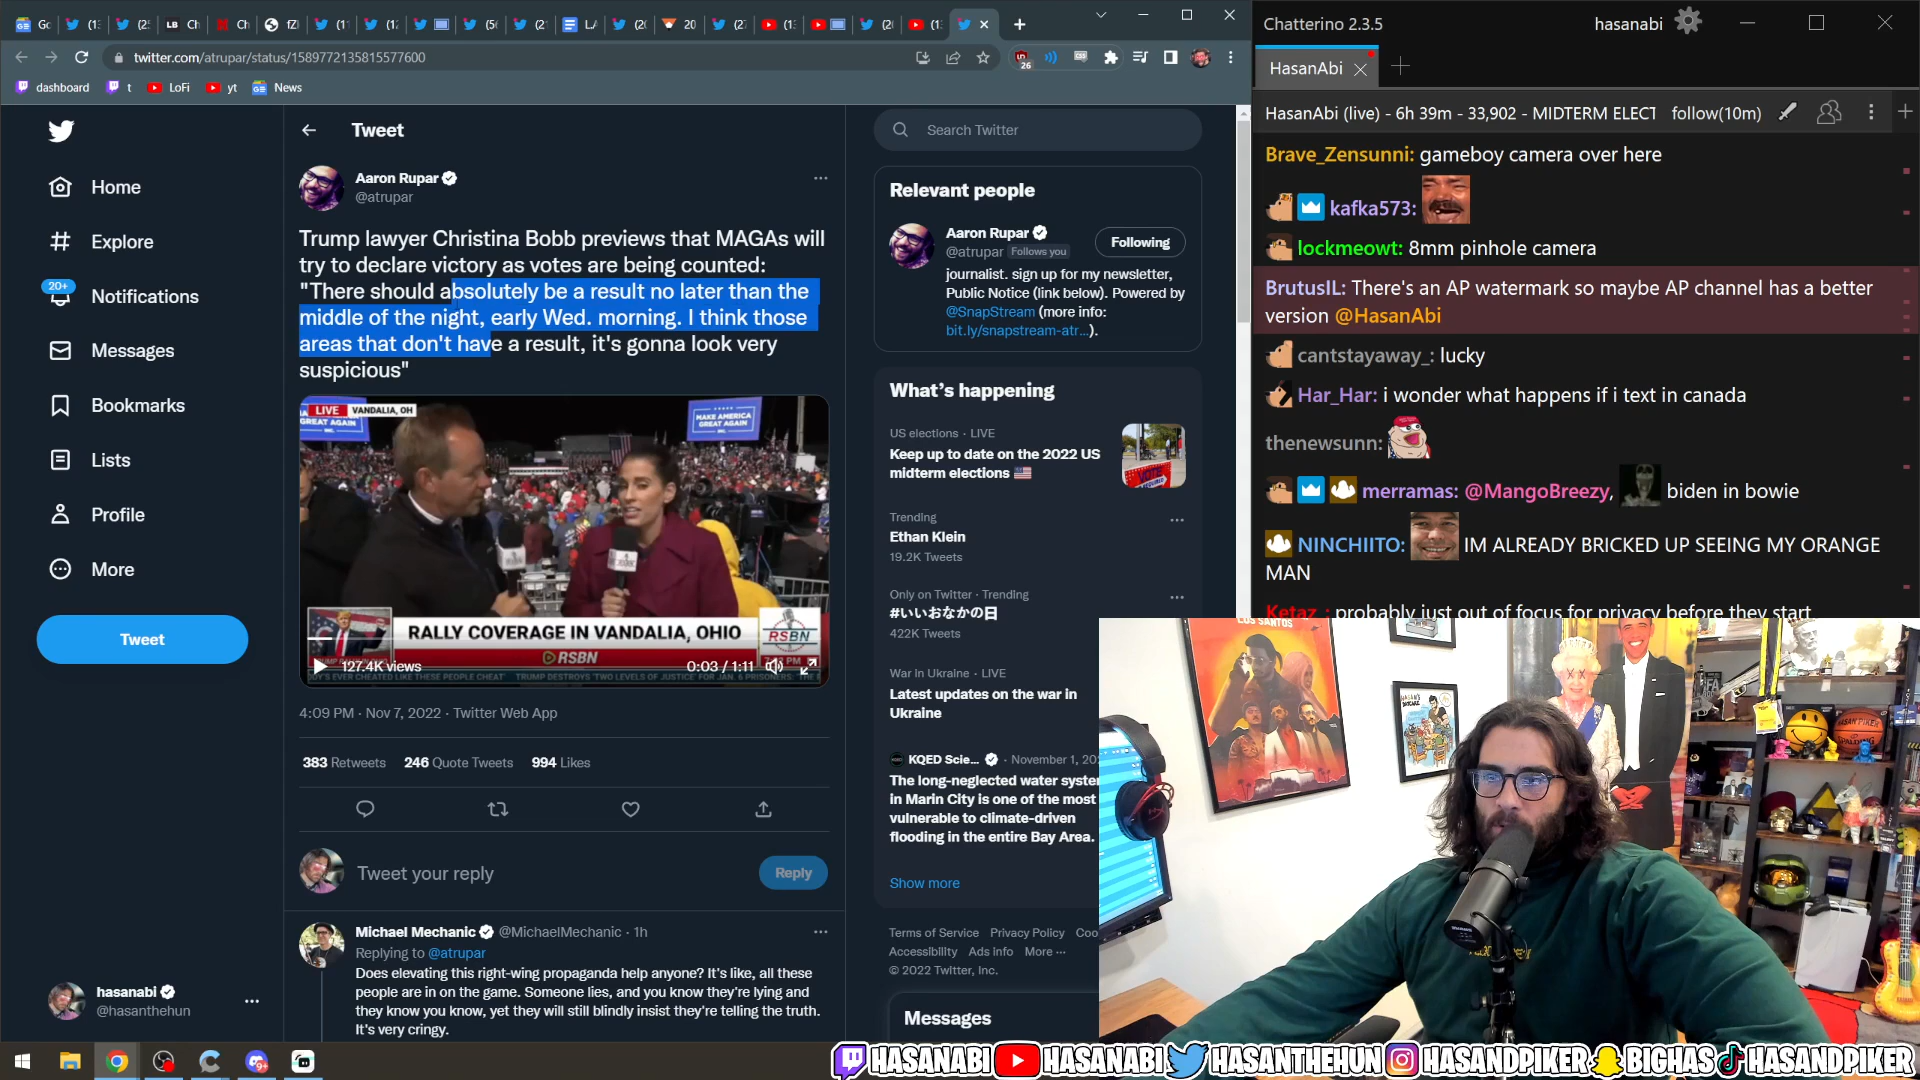 twitter.com/atrupar/status/1589772135815577600
26
dashboard
t
LoFi
yt
News
Tweet
Home
Explore
20+
Notifications
Messages
Bookmarks
Lists
Profile
More
Tweet
hasanabi
@hasanthehun
Aaron Rupar
@atrupar
Trump lawyer Christina Bobb previews that MAGAs will
try to declare victory as votes are being counted:
"There should absolutely be a result no later than the
middle of the night, early Wed. morning. I think those
areas that don't have a result, it's gonna look very
suspicious"
LIVE VANDALIA, OH
MAKE AMERICA
GREAT AGAIN
RALLY COVERAGE IN VANDALIA, OHIO
RSBN
RSBN
127.4K views
0:03 / 1:11
4:09 PM · Nov 7, 2022 · Twitter Web App
383 Retweets 246 Quote Tweets 994 Likes
Tweet your reply
Reply
Michael Mechanic @MichaelMechanic · 1h
Replying to @atrupar
Does elevating this right-wing propaganda help anyone? It's like, all these
people are in on the game. Someone lies, and you know they're lying and
they know you know, yet they will still blindly insist they're telling the truth.
It's very cringy.
Search Twitter
Relevant people
Aaron Rupar
@atrupar Follows you
Following
journalist. sign up for my newsletter,
Public Notice (link below). Powered by
@SnapStream (more info:
bit.ly/snapstream-atr...).
What's happening
US elections · LIVE
Keep up to date on the 2022 US
midterm elections 🇺🇸
Trending
Ethan Klein
19.2K Tweets
Only on Twitter · Trending
#いいおなかの日
422K Tweets
War in Ukraine · LIVE
Latest updates on the war in
Ukraine
KQED Scie... · November 1, 20
The long-neglected water syste
in Marin City is one of the most
vulnerable to climate-driven
flooding in the entire Bay Area.
Show more
Terms of Service Privacy Policy Coo
Accessibility Ads info More ...
© 2022 Twitter, Inc.
Messages
Chatterino 2.3.5
hasanabi
HasanAbi
HasanAbi (live) - 6h 39m - 33,902 - MIDTERM ELECT follow(10m)
Brave_Zensunni: gameboy camera over here
kafka573:
lockmeowt: 8mm pinhole camera
BrutusIL: There's an AP watermark so maybe AP channel has a better
version @HasanAbi
cantstayaway_: lucky
Har_Har: i wonder what happens if i text in canada
thenewsunn:
merramas: @MangoBreezy, biden in bowie
NINCHIITO: IM ALREADY BRICKED UP SEEING MY ORANGE
MAN
Ketaz_: probably just out of focus for privacy before they start
LOS SANTOS
HASANABI HASANABI HASANTHEHUN HASANDPIKER BIGHAS HASANDPIKER